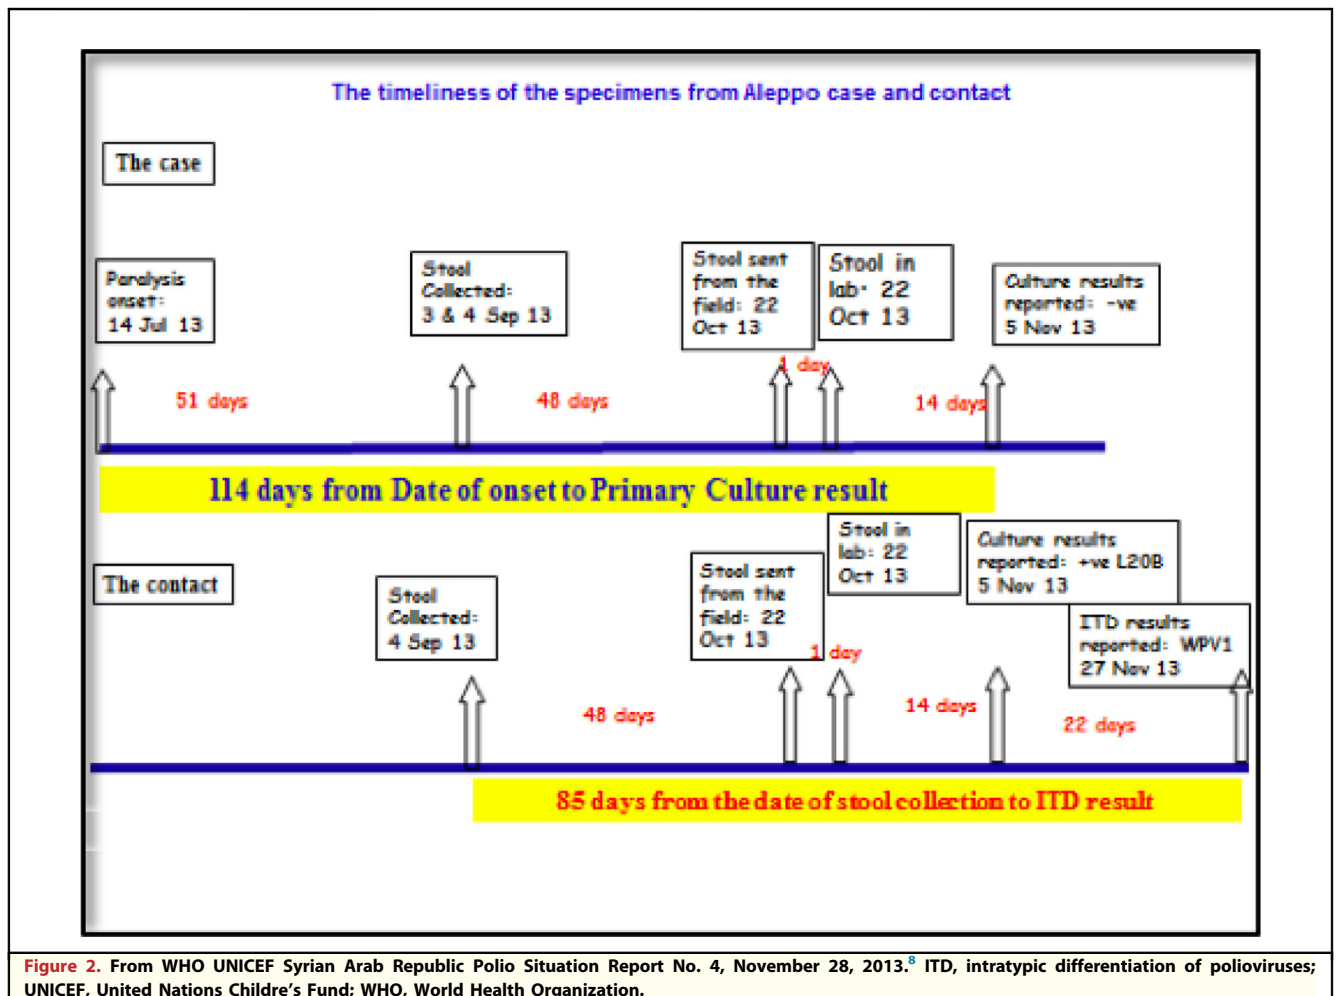 The timeliness of the specimens from Aleppo case and contact
The case
Paralysis
onset:
14 Jul 13
Stool
Collected:
3 & 4 Sep 13
Stool sent
from the
field: 22
Oct 13
Stool in
lab: 22
Oct 13
Culture results
reported: -ve
5 Nov 13
51 days
48 days
1 day
14 days
114 days from Date of onset to Primary Culture result
The contact
Stool
Collected:
4 Sep 13
Stool sent
from the
field: 22
Oct 13
Stool in
lab: 22
Oct 13
Culture results
reported: +ve L20B
5 Nov 13
ITD results
reported: WPV1
27 Nov 13
48 days
1 day
14 days
22 days
85 days from the date of stool collection to ITD result
Figure 2. From WHO UNICEF Syrian Arab Republic Polio Situation Report No. 4, November 28, 2013.8 ITD, intratypic differentiation of polioviruses;
UNICEF, United Nations Childre's Fund; WHO, World Health Organization.